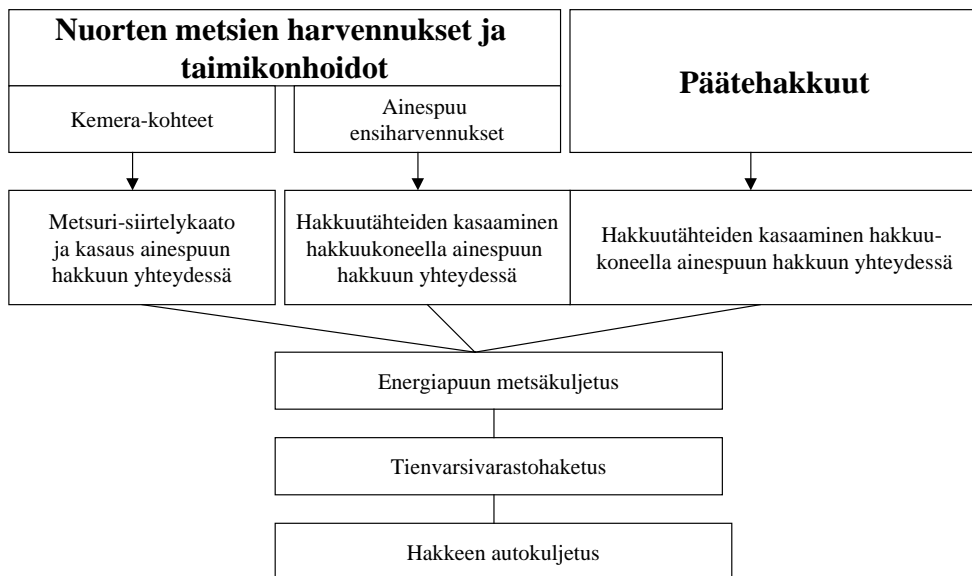 Nuorten metsien harvennukset ja
taimikonhoidot
Päätehakkuut
Kemera-kohteet
Ainespuu
ensiharvennukset
Metsuri-siirtelykaato
ja kasaus ainespuun
hakkuun yhteydessä
Hakkuutähteiden kasaaminen
hakkuukoneella ainespuun
hakkuun yhteydessä
Hakkuutähteiden kasaaminen hakkuu-
koneella ainespuun hakkuun yhteydessä
Energiapuun metsäkuljetus
Tienvarsivarastohaketus
Hakkeen autokuljetus